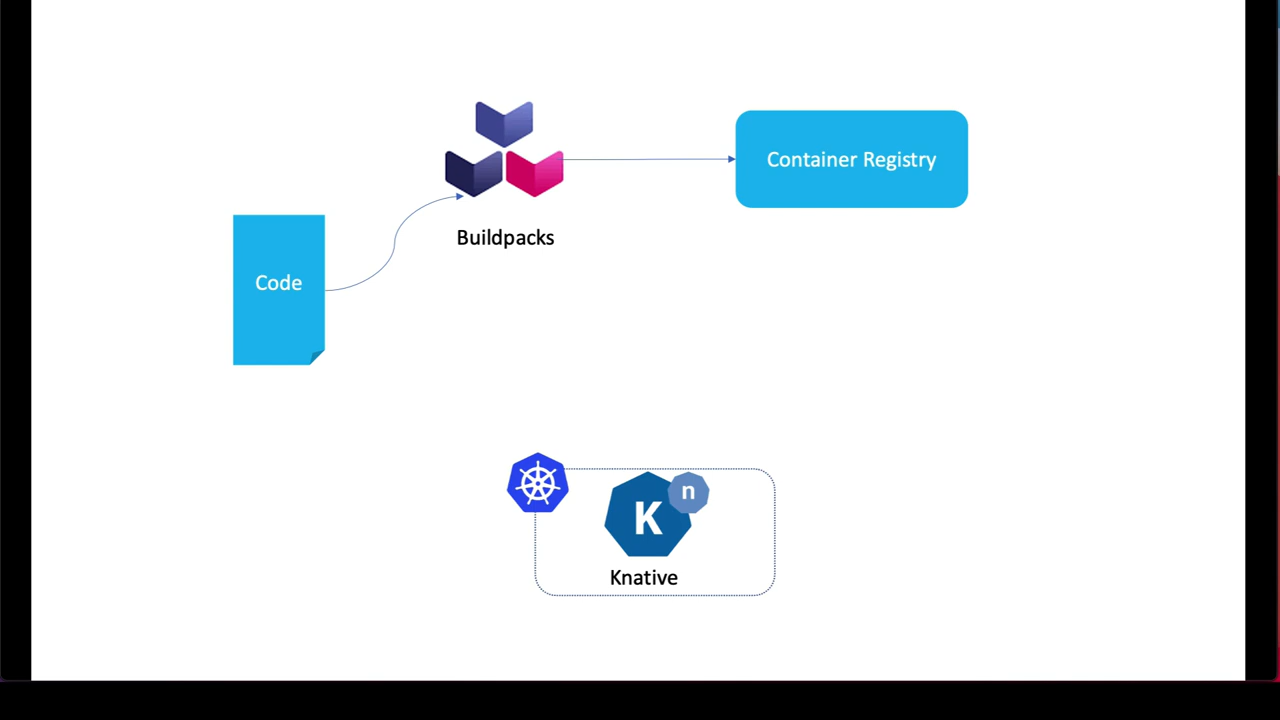 Container Registry
Buildpacks
Code
n
K
Knative